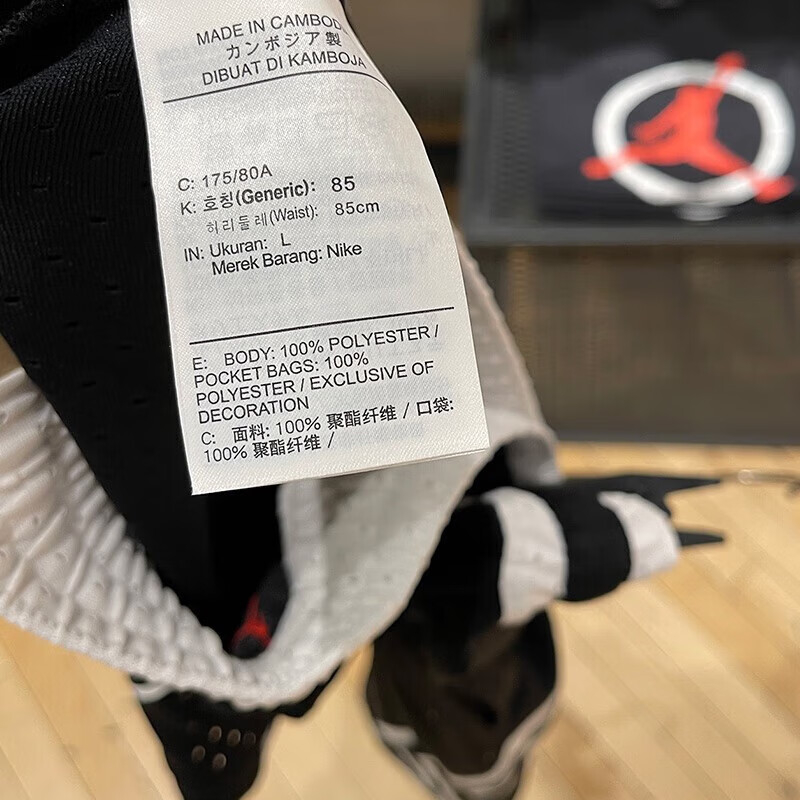 MADE IN CAMBOD
カンボジア製
DIBUAT DI KAMBOJA
C: 175/80A
K: 호칭(Generic): 85
허리둘레(Waist): 85cm
IN: Ukuran: L
Merek Barang: Nike
E: BODY: 100% POLYESTER /
POCKET BAGS: 100%
POLYESTER / EXCLUSIVE OF
DECORATION
C: 面料: 100% 聚酯纤维 / 口袋:
100% 聚酯纤维 /